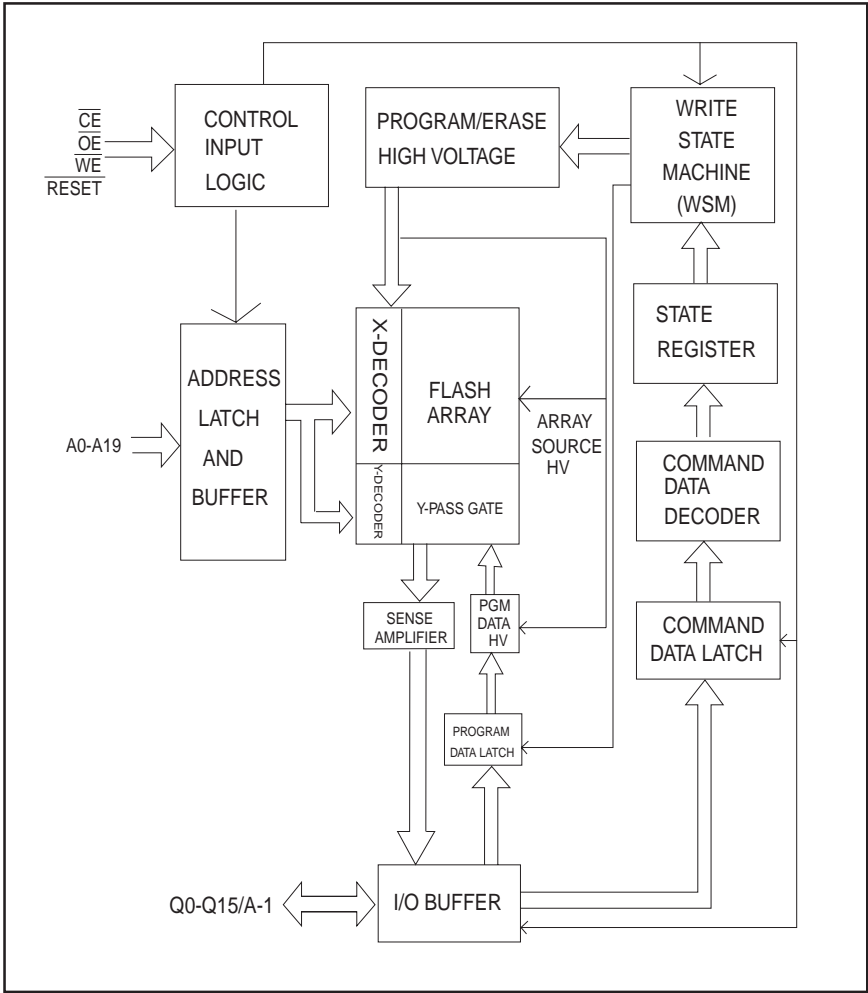 CE
OE
WE
RESET
CONTROL
INPUT
LOGIC
PROGRAM/ERASE
HIGH VOLTAGE
WRITE
STATE
MACHINE
(WSM)
STATE
REGISTER
A0-A19
ADDRESS
LATCH
AND
BUFFER
X-DECODER
FLASH
ARRAY
ARRAY
SOURCE
HV
Y-DECODER
Y-PASS GATE
COMMAND
DATA
DECODER
SENSE
AMPLIFIER
PGM
DATA
HV
COMMAND
DATA LATCH
PROGRAM
DATA LATCH
Q0-Q15/A-1
I/O BUFFER